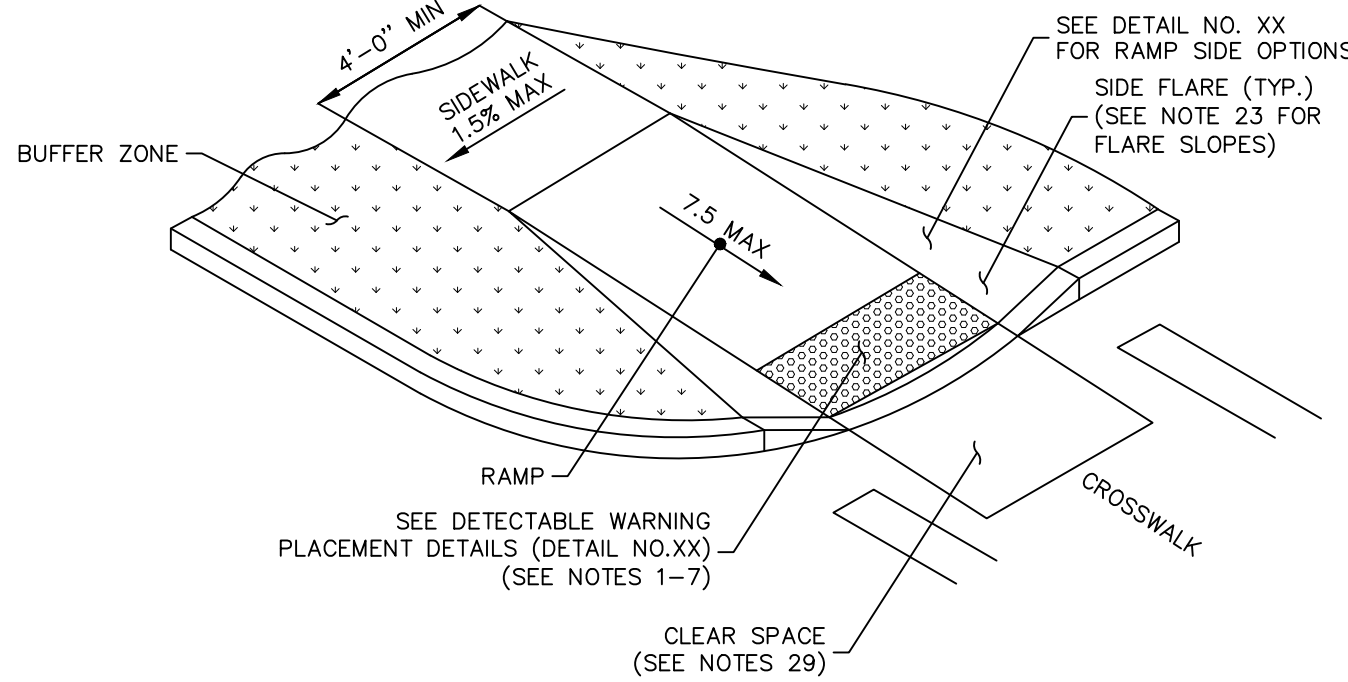 4'-0" MIN
SIDEWALK
1.5% MAX
SEE DETAIL NO. XX
FOR RAMP SIDE OPTIONS
SIDE FLARE (TYP.)
(SEE NOTE 23 FOR
FLARE SLOPES)
BUFFER ZONE
7.5 MAX
RAMP
SEE DETECTABLE WARNING
PLACEMENT DETAILS (DETAIL NO.XX)
(SEE NOTES 1-7)
CROSSWALK
CLEAR SPACE
(SEE NOTES 29)